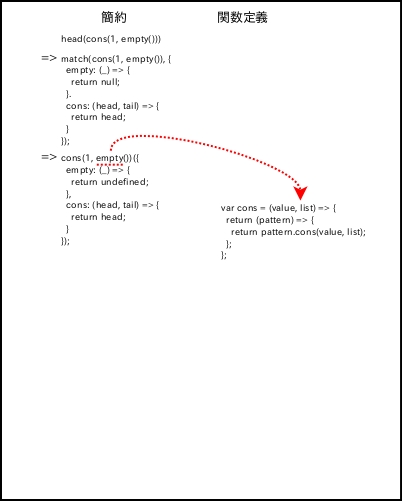 簡約
関数定義
head(cons(1, empty()))
=> match(cons(1, empty()), {
empty: (_) => {
return null;
}.
cons: (head, tail) => {
return head;
}
});
=> cons(1, empty())({
empty: (_) => {
return undefined;
},
cons: (head, tail) => {
return head;
}
});
var cons = (value, list) => {
return (pattern) => {
return pattern.cons(value, list);
};
};